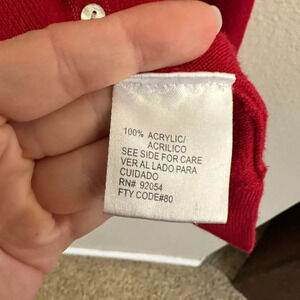 100% ACRYLIC/
ACRILICO
SEE SIDE FOR CARE
VER AL LADO PARA
CUIDADO
RN# 92054
FTY CODE#80